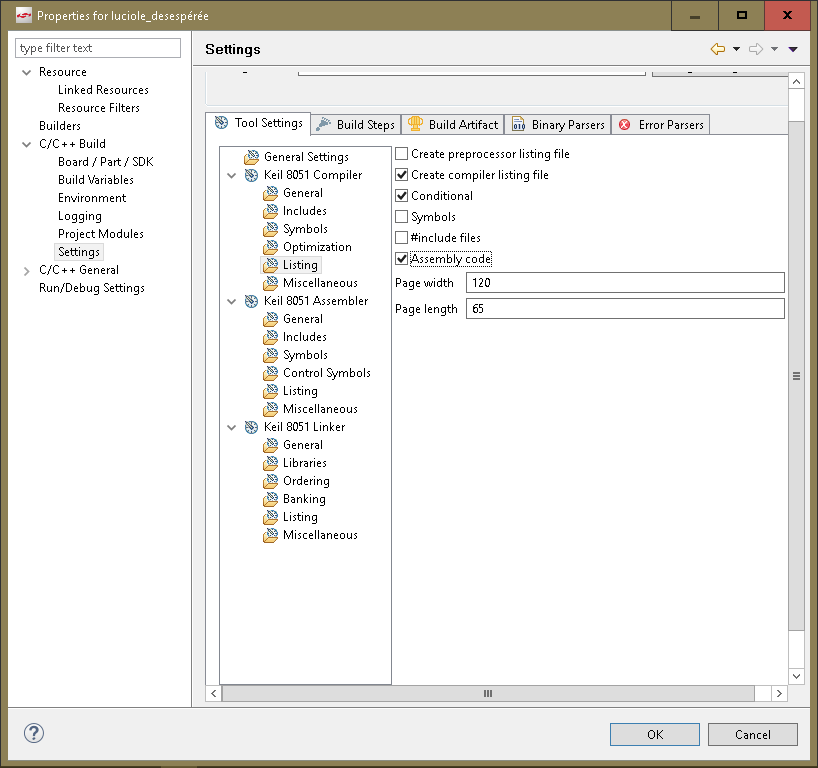 Properties for luciole_desespérée
type filter text
Resource
Linked Resources
Resource Filters
Builders
C/C++ Build
Board / Part / SDK
Build Variables
Environment
Logging
Project Modules
Settings
C/C++ General
Run/Debug Settings
Settings
Tool Settings
Build Steps
Build Artifact
Binary Parsers
Error Parsers
General Settings
Keil 8051 Compiler
General
Includes
Symbols
Optimization
Listing
Miscellaneous
Keil 8051 Assembler
General
Includes
Symbols
Control Symbols
Listing
Miscellaneous
Keil 8051 Linker
General
Libraries
Ordering
Banking
Listing
Miscellaneous
Create preprocessor listing file
Create compiler listing file
Conditional
Symbols
#include files
Assembly code
Page width 120
Page length 65
OK
Cancel